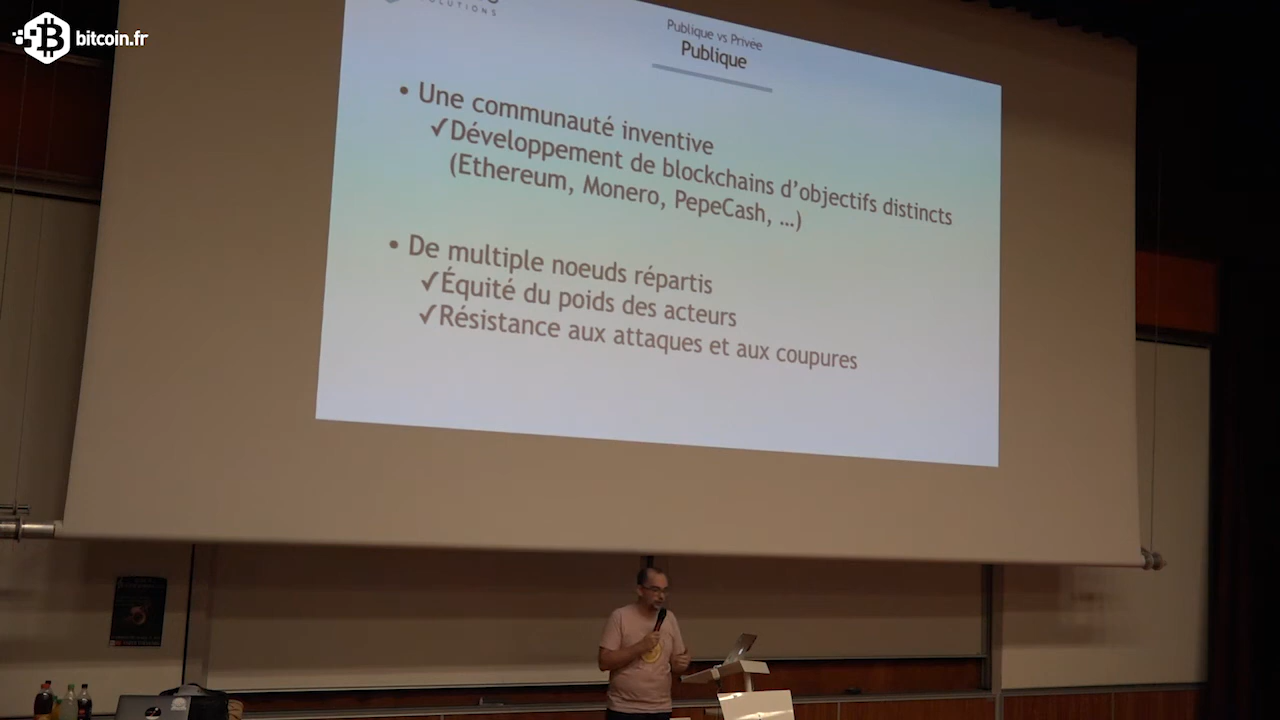 bitcoin.fr
Publique vs Privée
Publique
• Une communauté inventive
✓Développement de blockchains d’objectifs distincts
(Ethereum, Monero, PepeCash, …)
• De multiple noeuds répartis
✓Équité du poids des acteurs
✓Résistance aux attaques et aux coupures